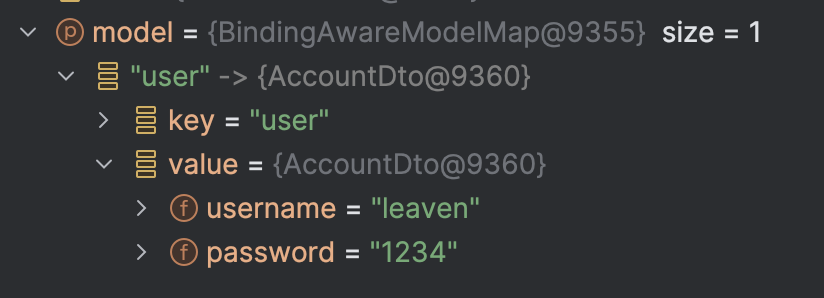 model = {BindingAwareModelMap@9355} size = 1
"user" -> {AccountDto@9360}
key = "user"
value = {AccountDto@9360}
f username = "leaven"
f password = "1234"